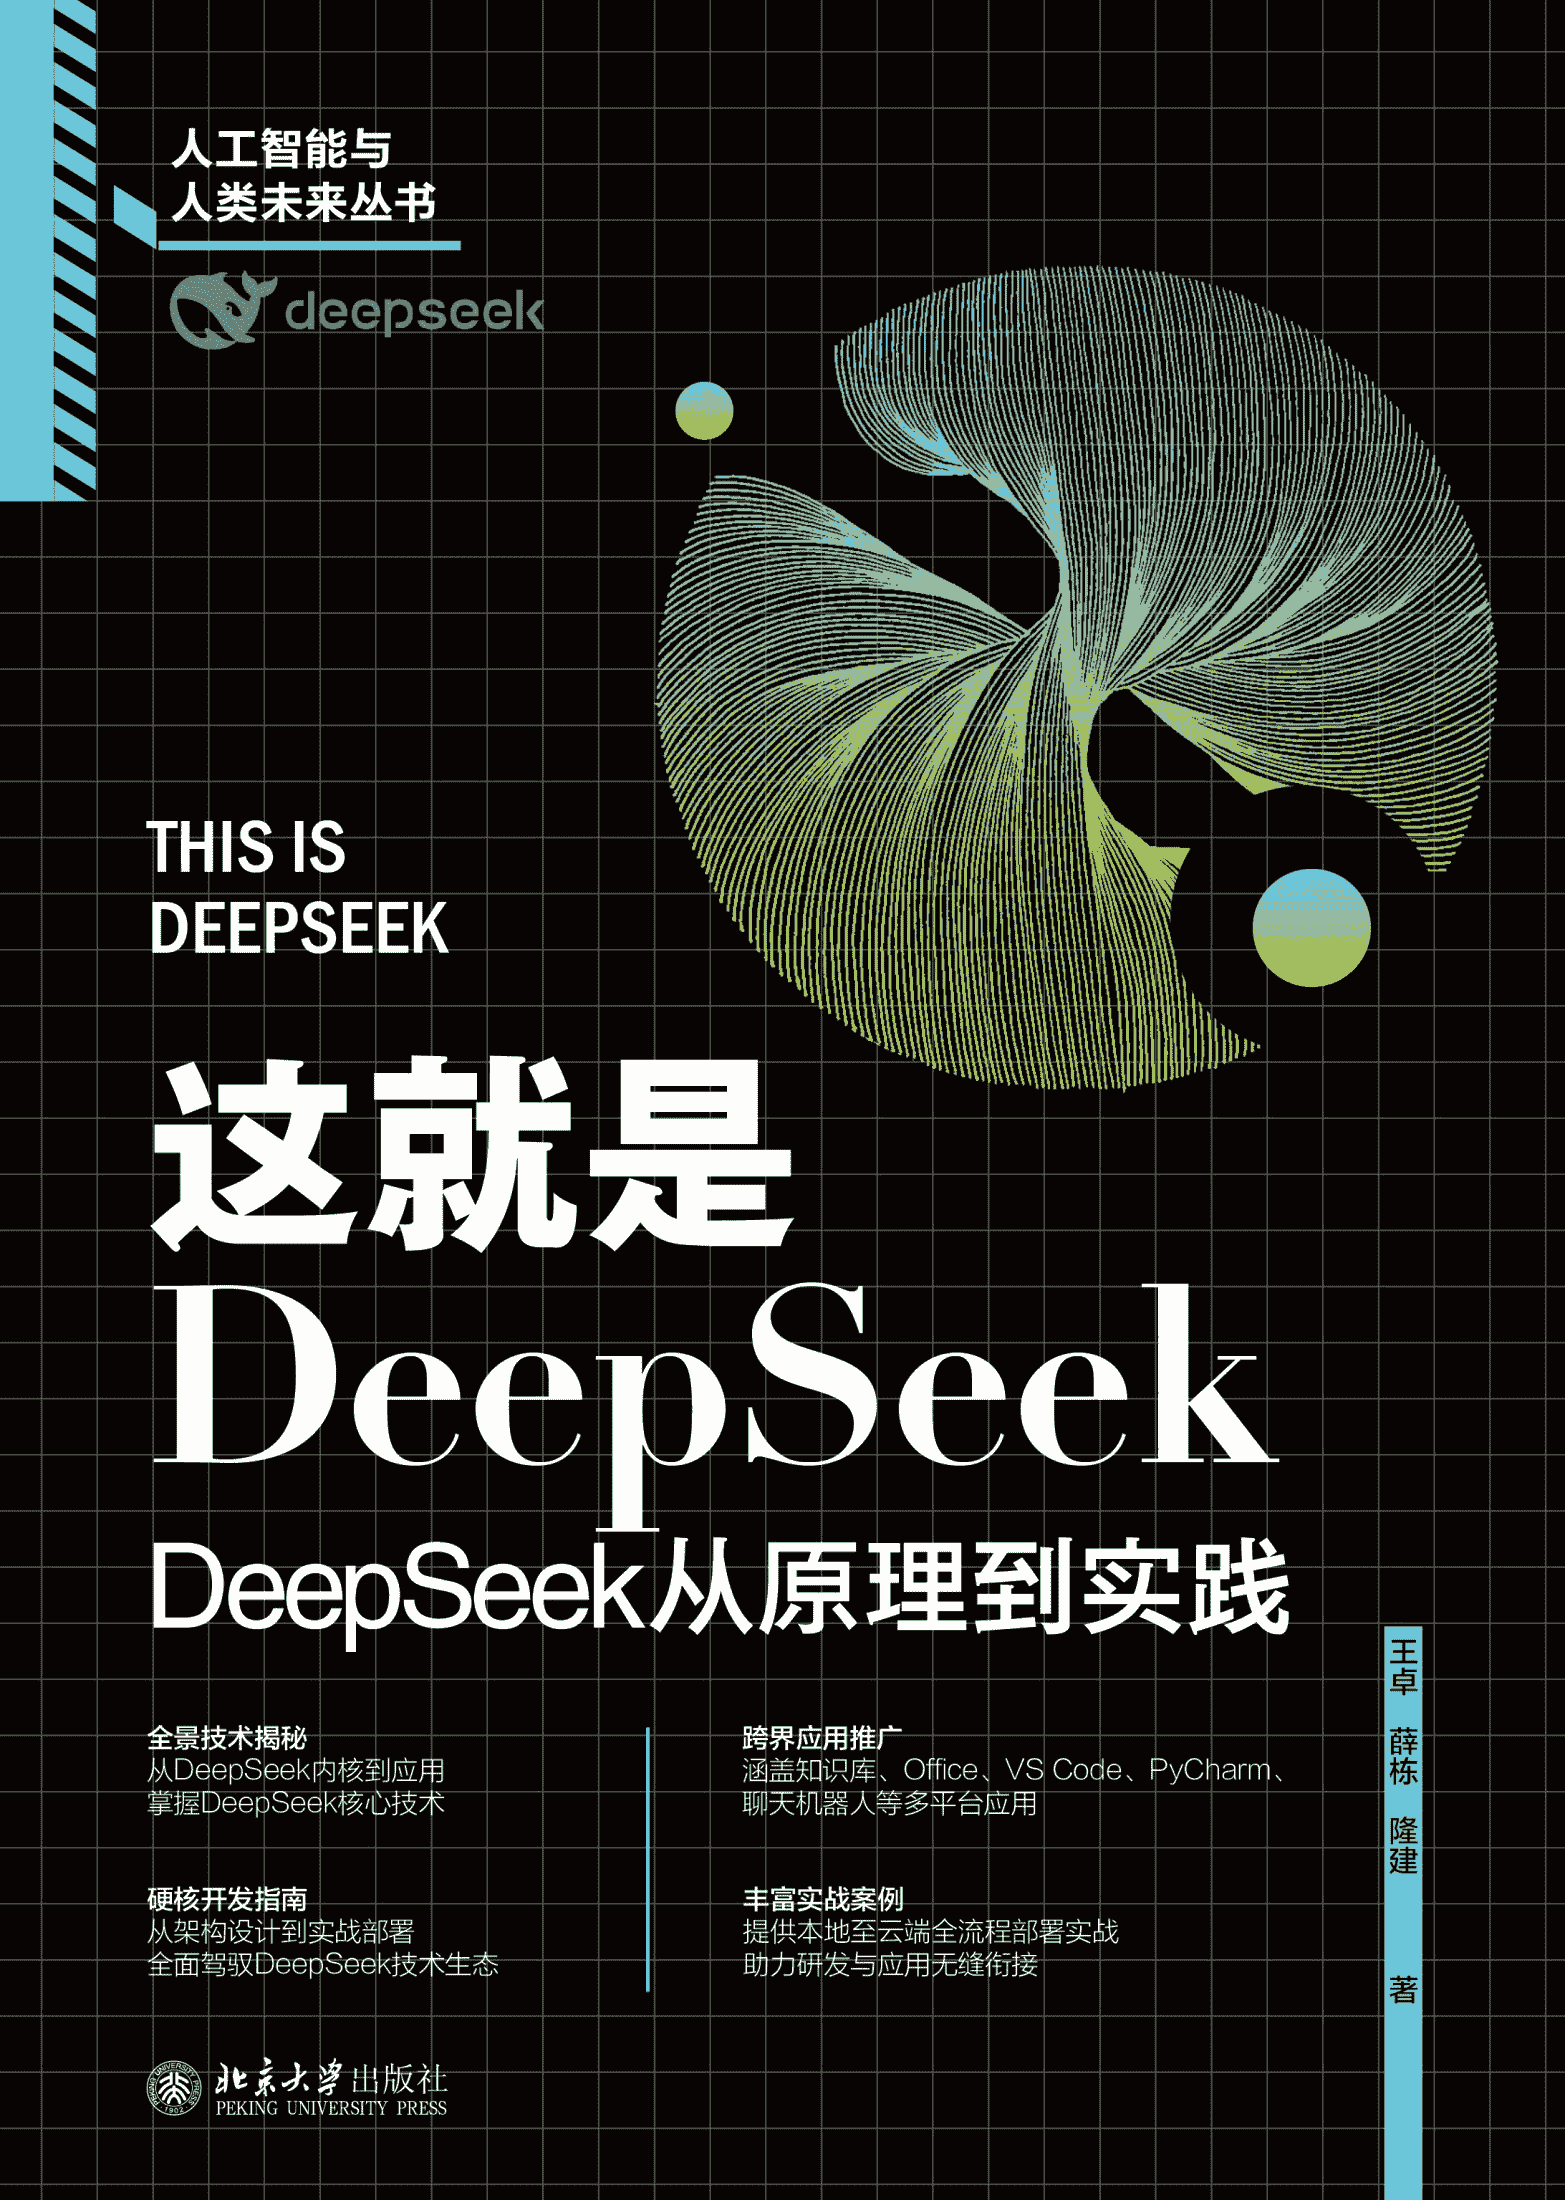 人工智能与
人类未来丛书
deepseek
THIS IS
DEEPSEEK
这就是
DeepSeek
DeepSeek从原理到实践
全景技术揭秘
从DeepSeek内核到应用
掌握DeepSeek核心技术
跨界应用推广
涵盖知识库、Office、VS Code、PyCharm、
聊天机器人等多平台应用
硬核开发指南
从架构设计到实战部署
全面驾驭DeepSeek技术生态
丰富实战案例
提供本地至云端全流程部署实战
助力研发与应用无缝衔接
王卓 薛栋 隆建 著
PEKING UNIVERSITY PRESS
1902
北京大学出版社
PEKING UNIVERSITY PRESS